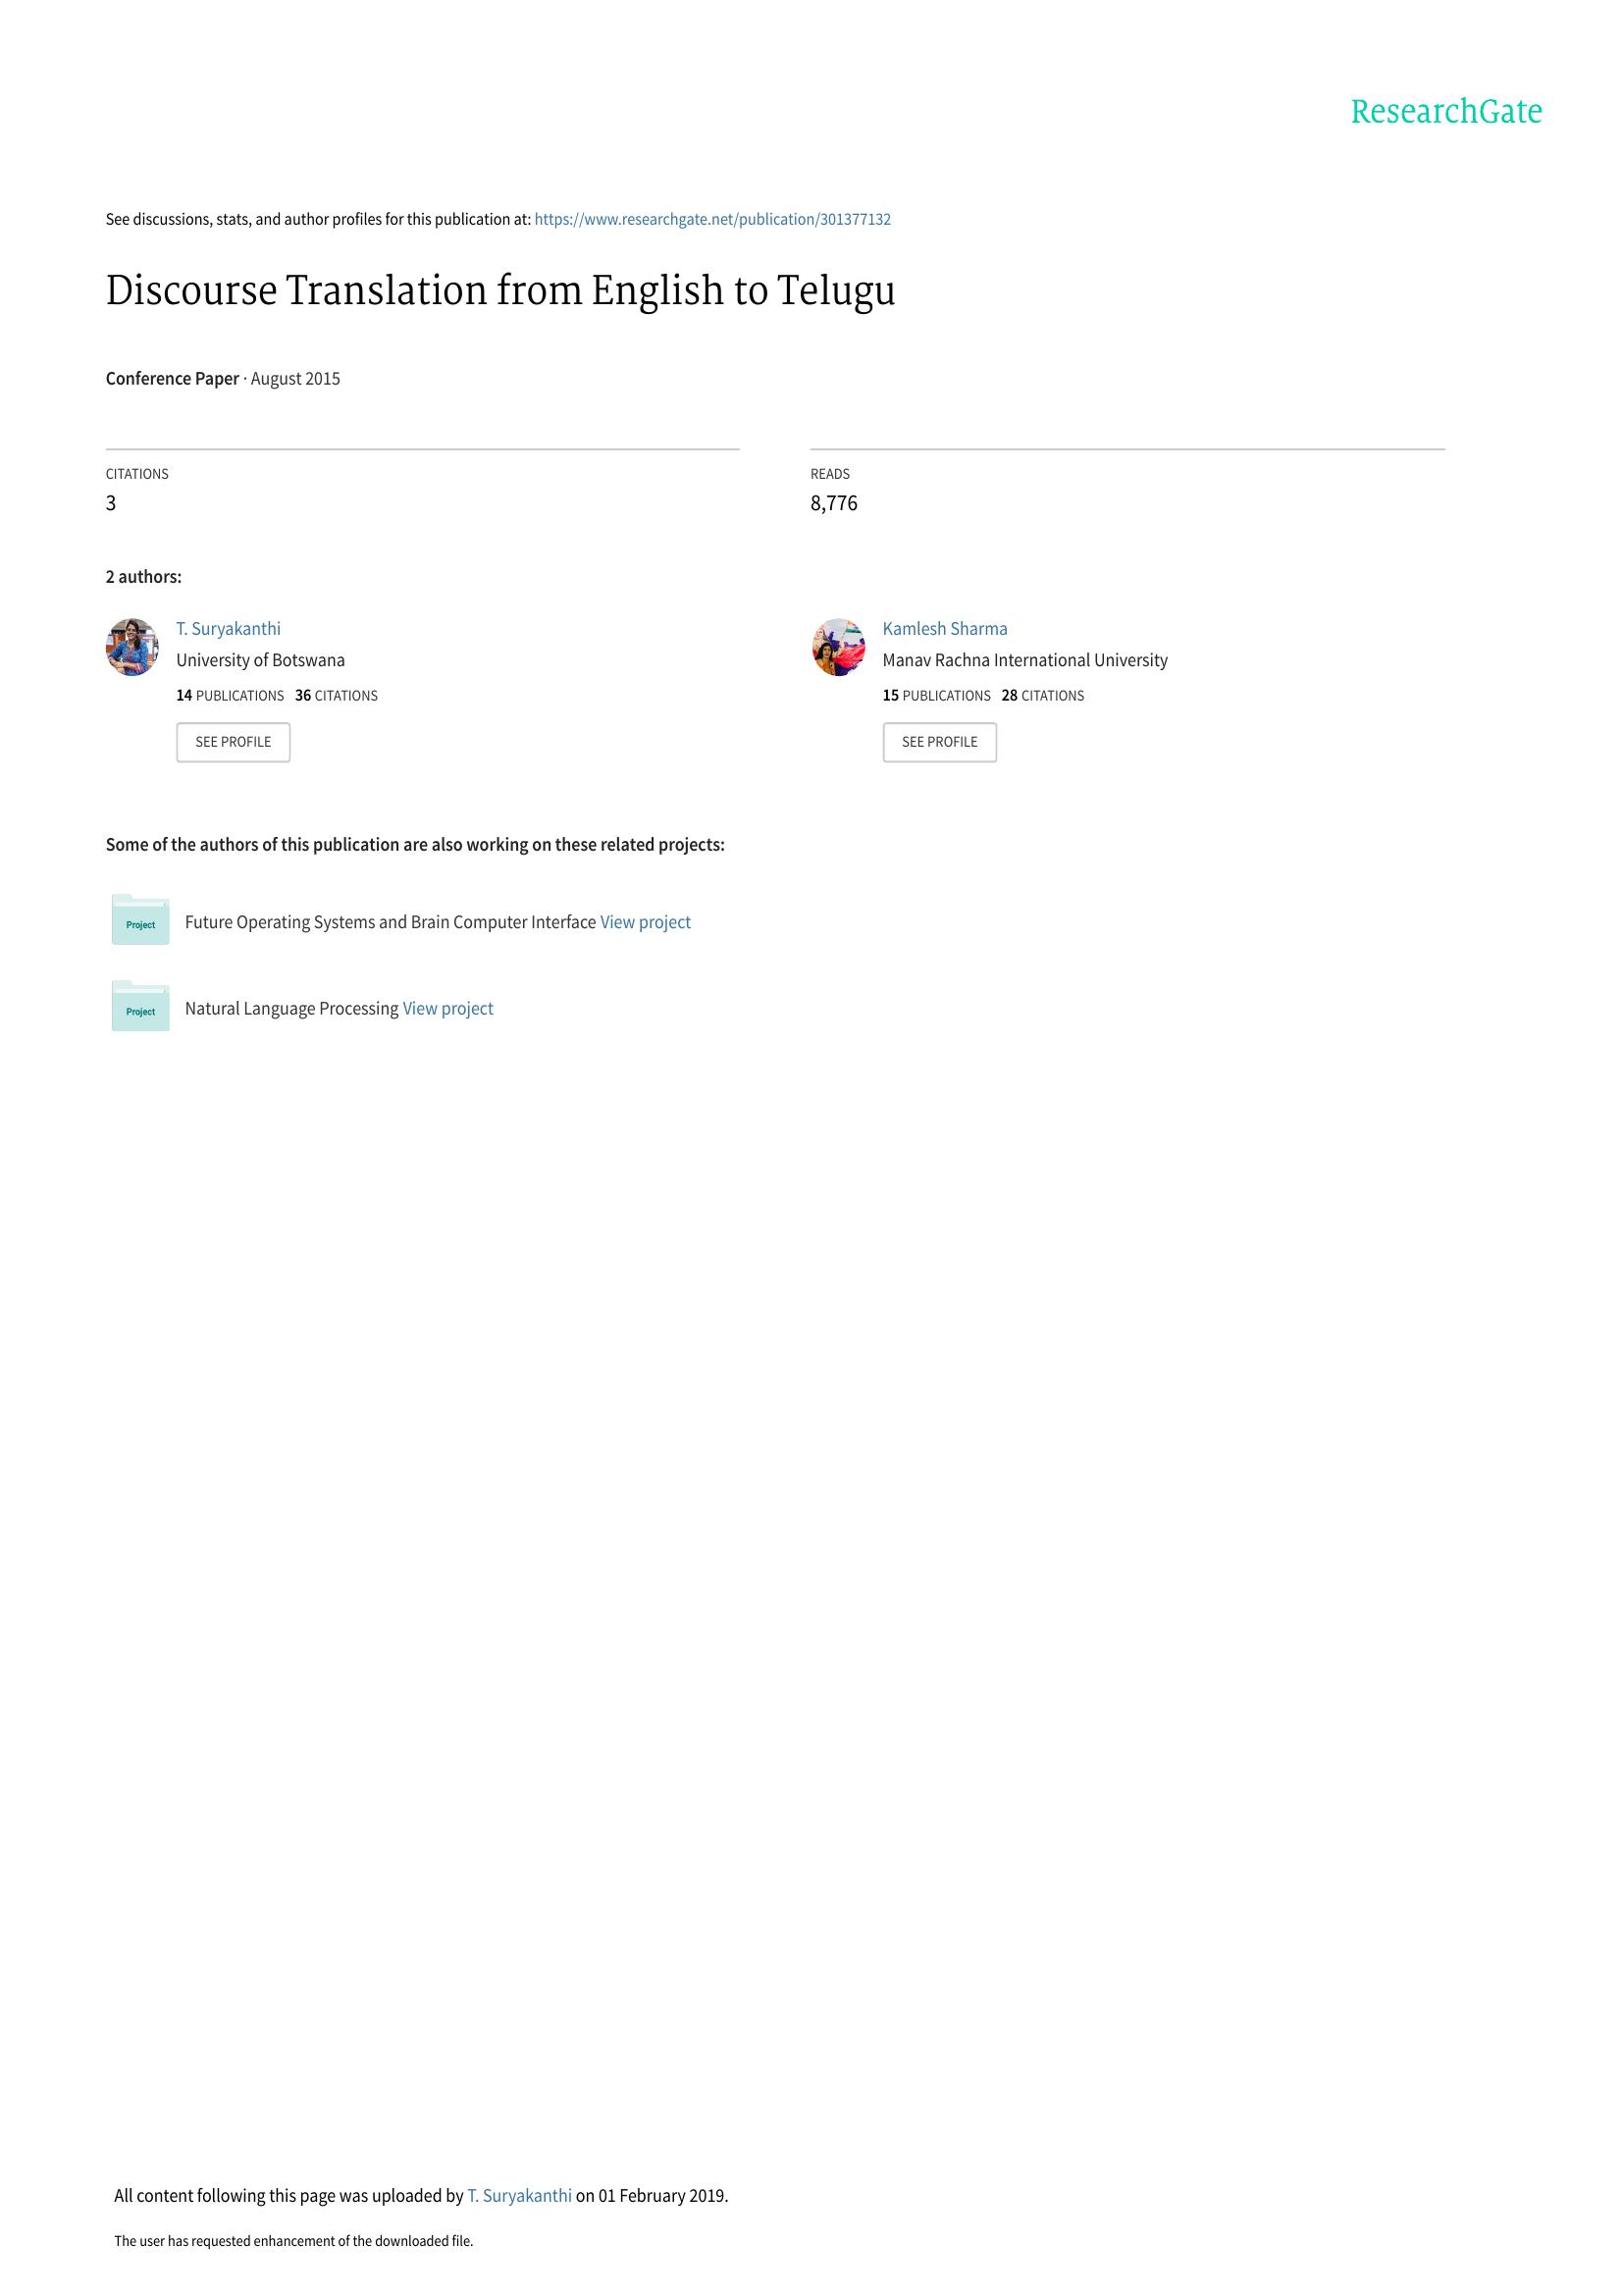 ResearchGate
See discussions, stats, and author profiles for this publication at: https://www.researchgate.net/publication/301377132
Discourse Translation from English to Telugu
Conference Paper · August 2015
CITATIONS
3
READS
8,776
2 authors:
T. Suryakanthi
University of Botswana
14 PUBLICATIONS 36 CITATIONS
SEE PROFILE
Kamlesh Sharma
Manav Rachna International University
15 PUBLICATIONS 28 CITATIONS
SEE PROFILE
Some of the authors of this publication are also working on these related projects:
Project
Future Operating Systems and Brain Computer Interface View project
Project
Natural Language Processing View project
All content following this page was uploaded by T. Suryakanthi on 01 February 2019.
The user has requested enhancement of the downloaded file.